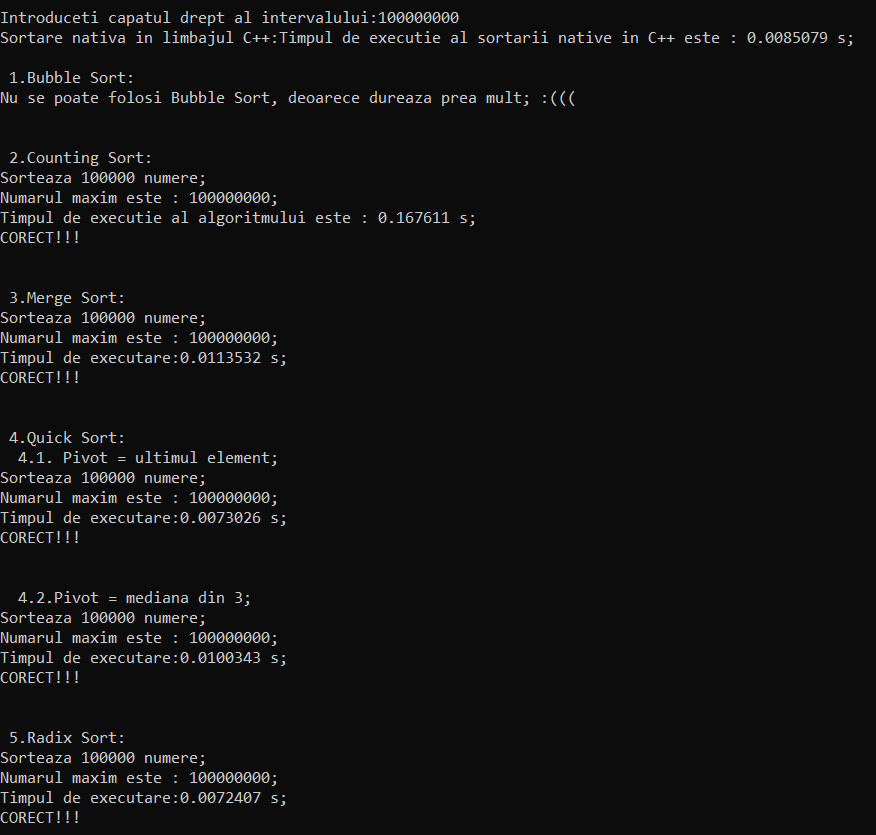 Introduceti capatul drept al intervalului:100000000
Sortare nativa in limbajul C++:Timpul de executie al sortarii native in C++ este : 0.0085079 s;
1.Bubble Sort:
Nu se poate folosi Bubble Sort, deoarece dureaza prea mult; :(((
2.Counting Sort:
Sorteaza 100000 numere;
Numarul maxim este : 100000000;
Timpul de executie al algoritmului este : 0.167611 s;
CORECT!!!
3.Merge Sort:
Sorteaza 100000 numere;
Numarul maxim este : 100000000;
Timpul de executare:0.0113532 s;
CORECT!!!
4.Quick Sort:
4.1. Pivot = ultimul element;
Sorteaza 100000 numere;
Numarul maxim este : 100000000;
Timpul de executare:0.0073026 s;
CORECT!!!
4.2.Pivot = mediana din 3;
Sorteaza 100000 numere;
Numarul maxim este : 100000000;
Timpul de executare:0.0100343 s;
CORECT!!!
5.Radix Sort:
Sorteaza 100000 numere;
Numarul maxim este : 100000000;
Timpul de executare:0.0072407 s;
CORECT!!!